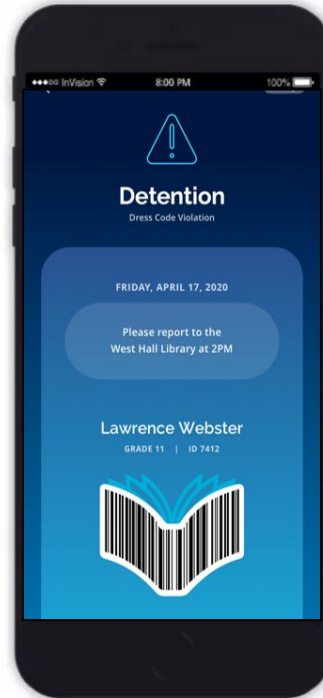 InVision 8:00 PM 100%
Detention
Dress Code Violation
FRIDAY, APRIL 17, 2020
Please report to the
West Hall Library at 2PM
Lawrence Webster
GRADE 11 | ID 7412